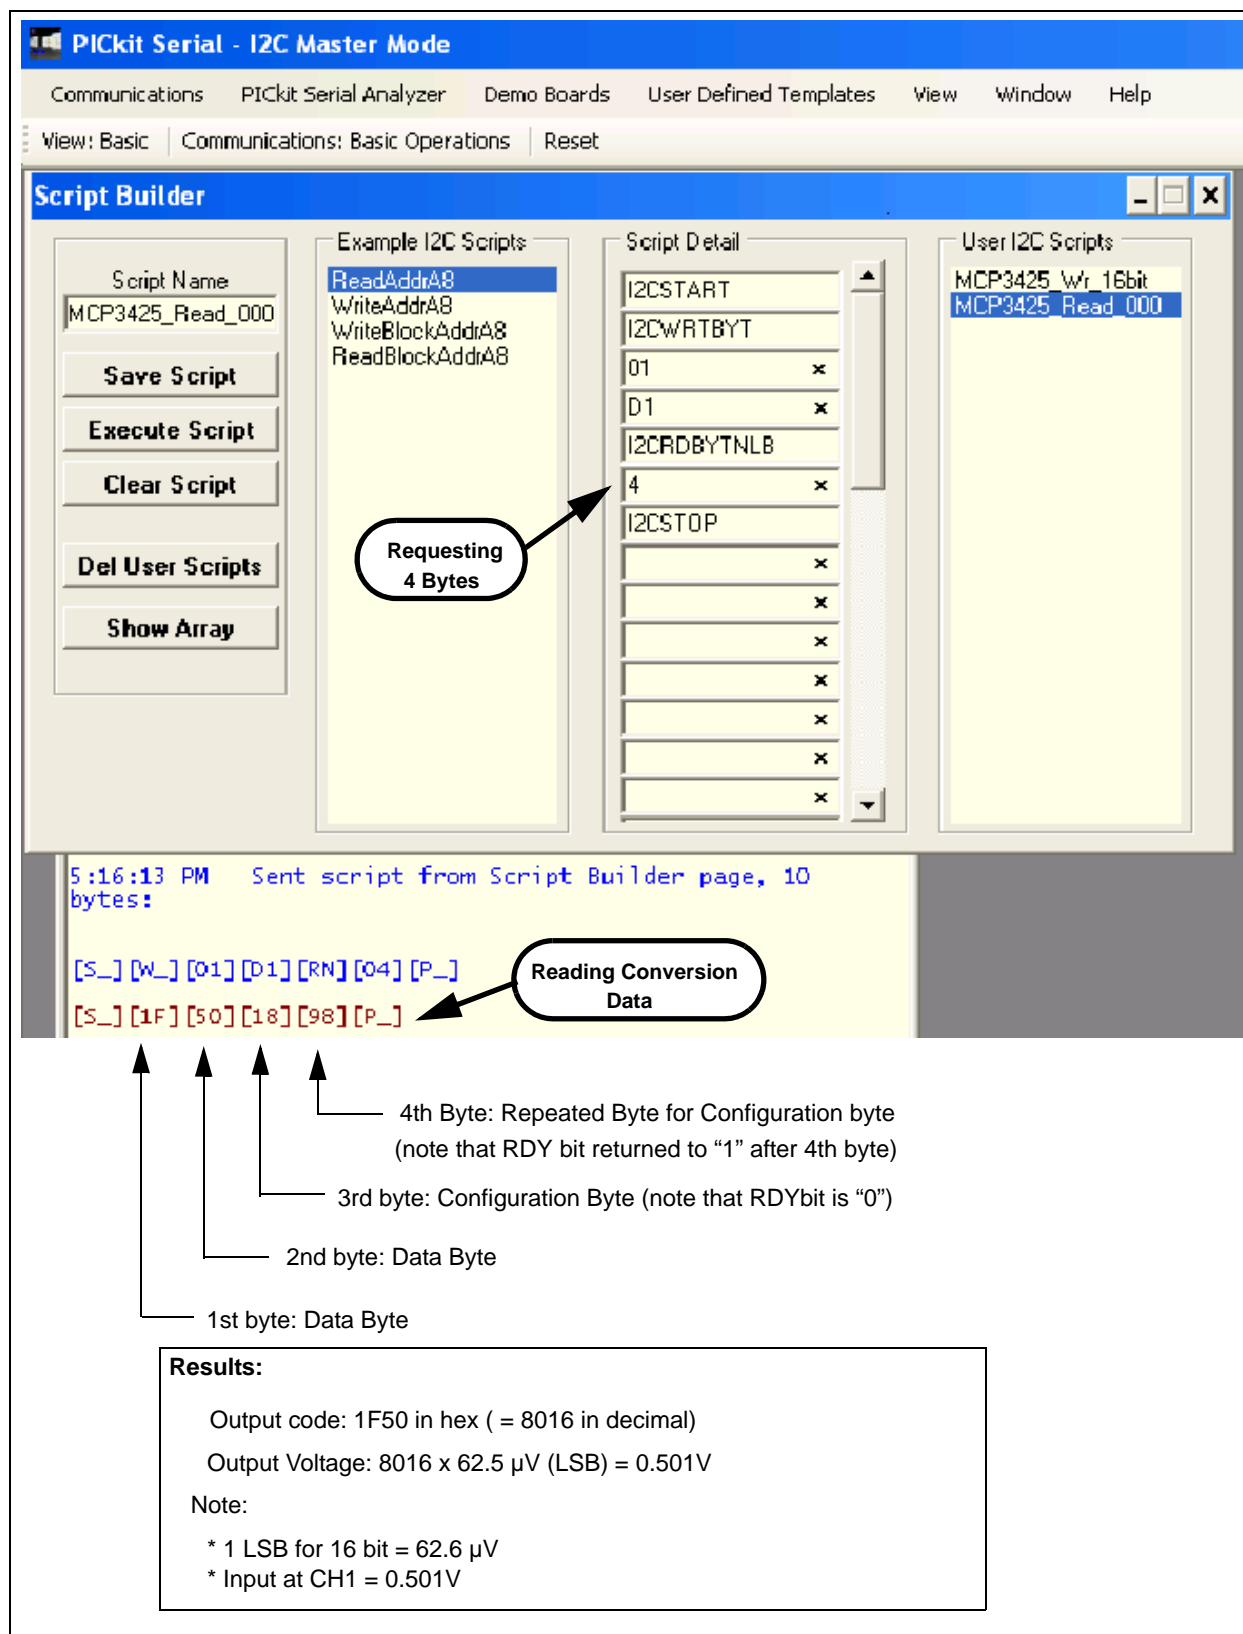 PICkit Serial - I2C Master Mode
Communications PICkit Serial Analyzer Demo Boards User Defined Templates View Window Help
View: Basic Communications: Basic Operations Reset
Script Builder
Script Name
MCP3425_Read_000
Save Script
Execute Script
Clear Script
Del User Scripts
Show Array
Example I2C Scripts
ReadAddrA8
WriteAddrA8
WriteBlockAddrA8
ReadBlockAddrA8
Script Detail
I2CSTART
I2CWRTBYT
01
D1
I2CRDBYTNLB
4
I2CSTOP
User I2C Scripts
MCP3425_Wr_16bit
MCP3425_Read_000
Requesting
4 Bytes
5:16:13 PM Sent script from Script Builder page, 10
bytes:
[S_][W_][01][D1][RN][04][P_]
[S_][1F][50][18][98][P_]
Reading Conversion
Data
4th Byte: Repeated Byte for Configuration byte
(note that RDY bit returned to “1” after 4th byte)
3rd byte: Configuration Byte (note that RDYbit is “0”)
2nd byte: Data Byte
1st byte: Data Byte
Results:
Output code: 1F50 in hex ( = 8016 in decimal)
Output Voltage: 8016 x 62.5 µV (LSB) = 0.501V
Note:
* 1 LSB for 16 bit = 62.6 µV
* Input at CH1 = 0.501V